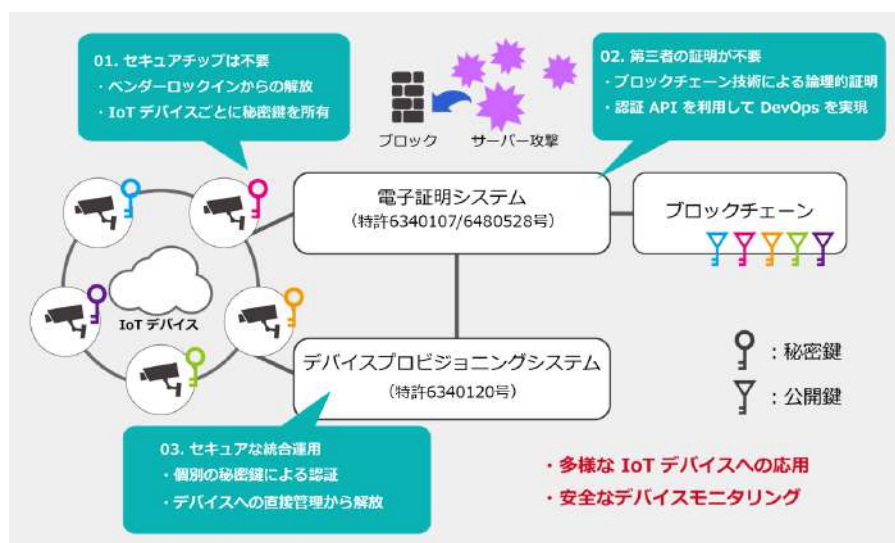 01. セキュアチップは不要
・ベンダーロックインからの解放
・IoT デバイスごとに秘密鍵を所有
02. 第三者の証明が不要
・ブロックチェーン技術による論理的証明
・認証 API を利用して DevOps を実現
ブロック
サーバー攻撃
電子証明システム
（特許6340107/6480528号）
ブロックチェーン
IoT デバイス
デバイスプロビジョニングシステム
（特許6340120号）
：秘密鍵
：公開鍵
03. セキュアな統合運用
・個別の秘密鍵による認証
・デバイスへの直接管理から解放
・多様な IoT デバイスへの応用
・安全なデバイスモニタリング